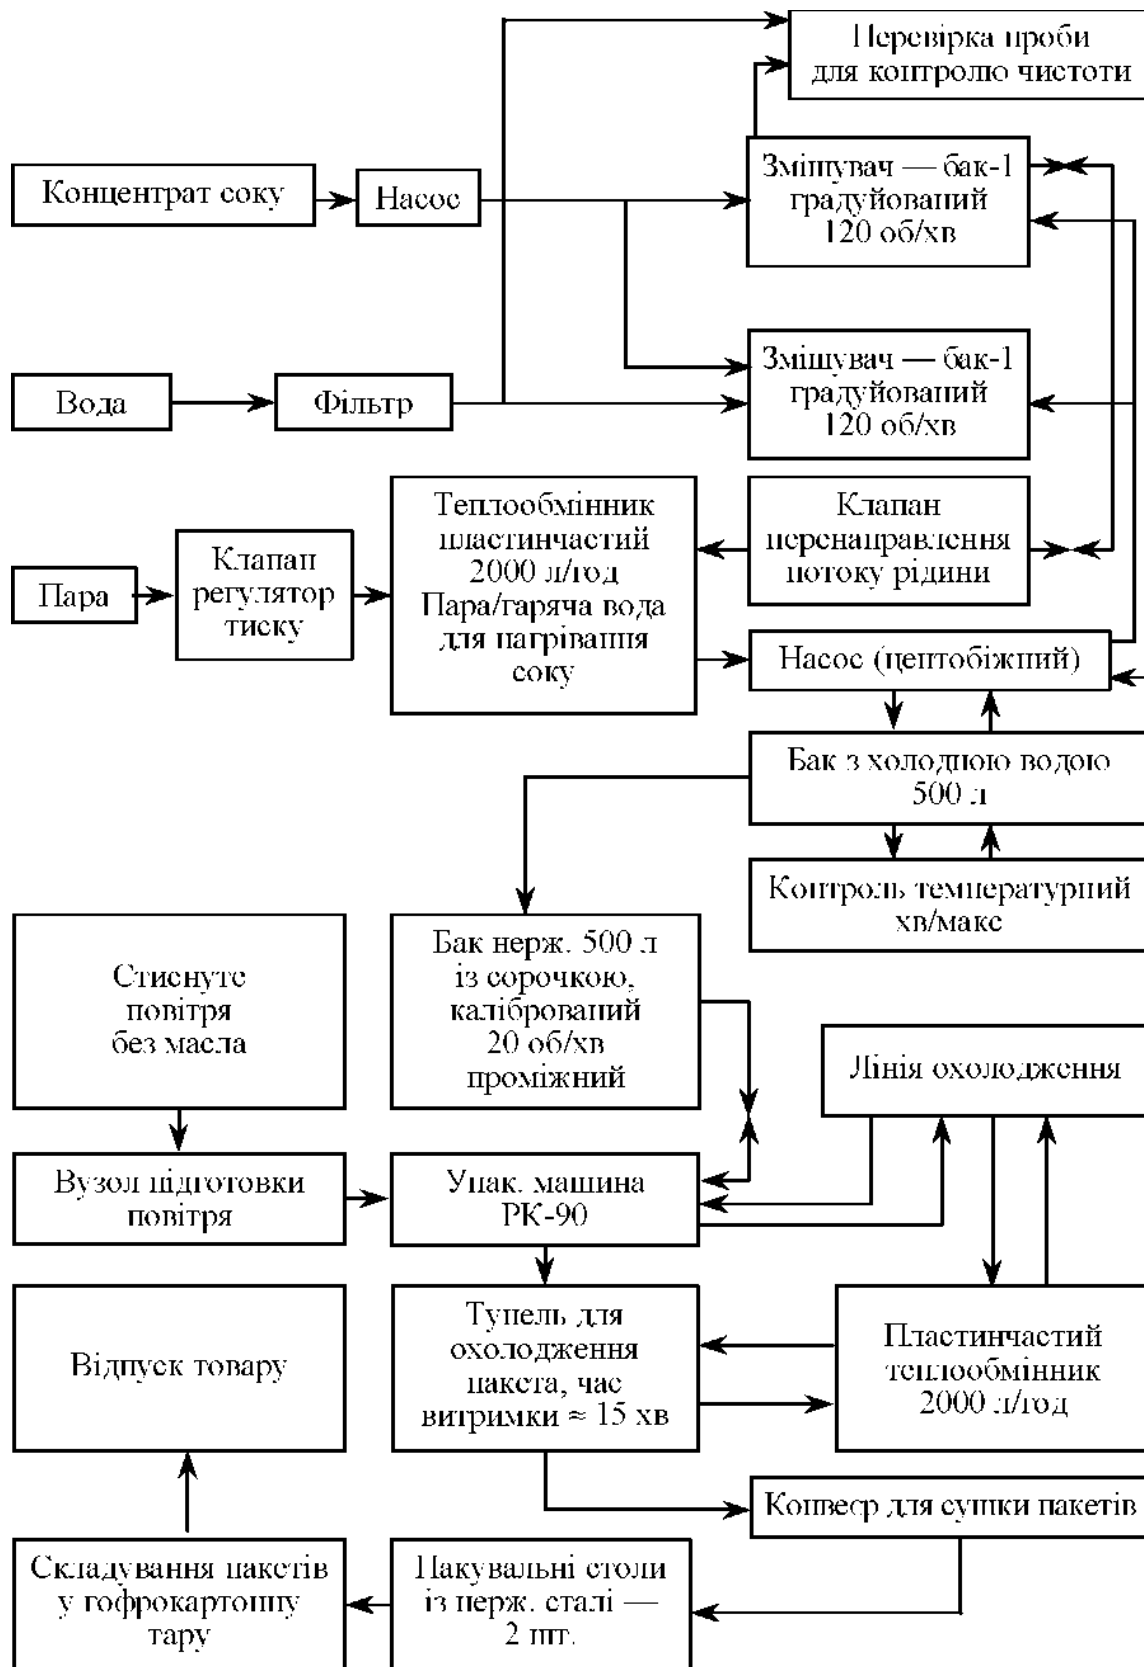 Перевірка проби
для контролю чистоти
Концентрат соку
Насос
Змішувач — бак-1
градуйований
120 об/хв
Вода
Фільтр
Змішувач — бак-1
градуйований
120 об/хв
Пара
Клапан
регулятор
тиску
Теплообмінник
пластинчастий
2000 л/год
Пара/гаряча вода
для нагрівання
соку
Клапан
перенаправлення
потоку рідини
Насос (центобіжний)
Бак з холодною водою
500 л
Контроль температурний
хв/макс
Стиснуте
повітря
без масла
Бак нерж. 500 л
із сорочкою,
калібрований
20 об/хв
проміжний
Лінія охолодження
Вузол підготовки
повітря
Упак. машина
РК-90
Відпуск товару
Тунель для
охолодження
пакета, час
витримки ≈ 15 хв
Пластинчастий
теплообмінник
2000 л/год
Конвеєр для сушки пакетів
Складування пакетів
у гофрокартонну
тару
Пакувальні столи
із нерж. сталі —
2 шт.